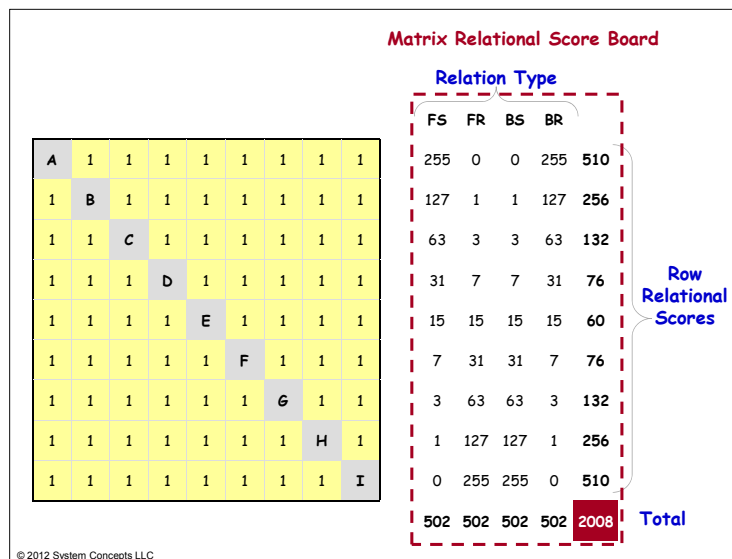 Matrix Relational Score Board
Relation Type
FS FR BS BR
A 1 1 1 1 1 1 1 1 255 0 0 255 510
1 B 1 1 1 1 1 1 1 127 1 1 127 256
1 1 C 1 1 1 1 1 1 63 3 3 63 132
1 1 1 D 1 1 1 1 1 31 7 7 31 76
1 1 1 1 E 1 1 1 1 15 15 15 15 60
1 1 1 1 1 F 1 1 1 7 31 31 7 76
1 1 1 1 1 1 G 1 1 3 63 63 3 132
1 1 1 1 1 1 1 H 1 1 127 127 1 256
1 1 1 1 1 1 1 1 I 0 255 255 0 510
Row
Relational
Scores
502 502 502 502 2008 Total
© 2012 System Concepts LLC